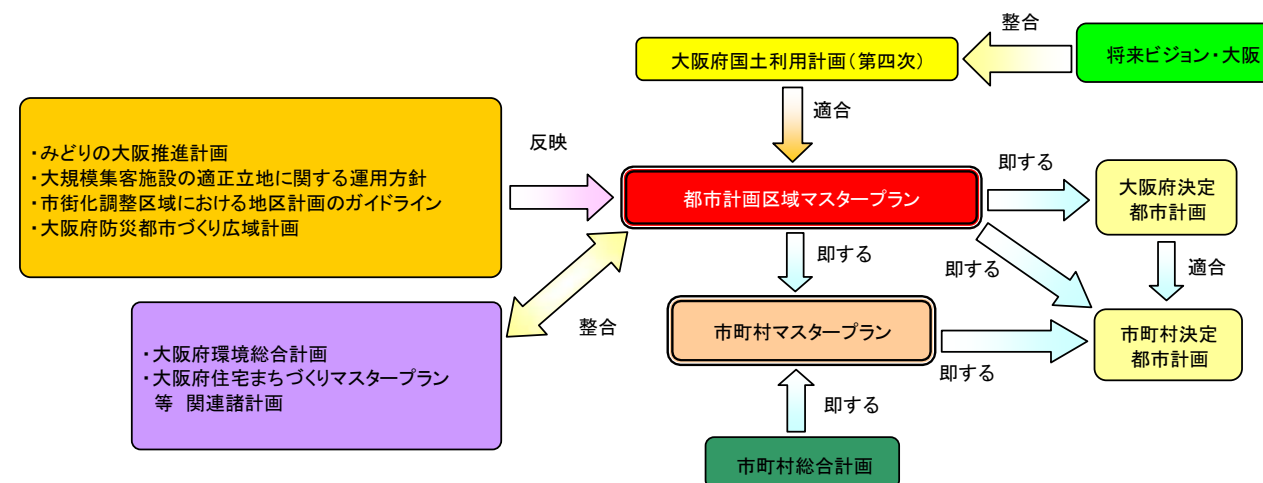 整合
大阪府国土利用計画(第四次)
将来ビジョン・大阪
適合
・みどりの大阪推進計画
・大規模集客施設の適正立地に関する運用方針
・市街化調整区域における地区計画のガイドライン
・大阪府防災都市づくり広域計画
反映
都市計画区域マスタープラン
即する
大阪府決定
都市計画
即する
即する
適合
整合
市町村マスタープラン
即する
市町村決定
都市計画
・大阪府環境総合計画
・大阪府住宅まちづくりマスタープラン
等 関連諸計画
即する
市町村総合計画